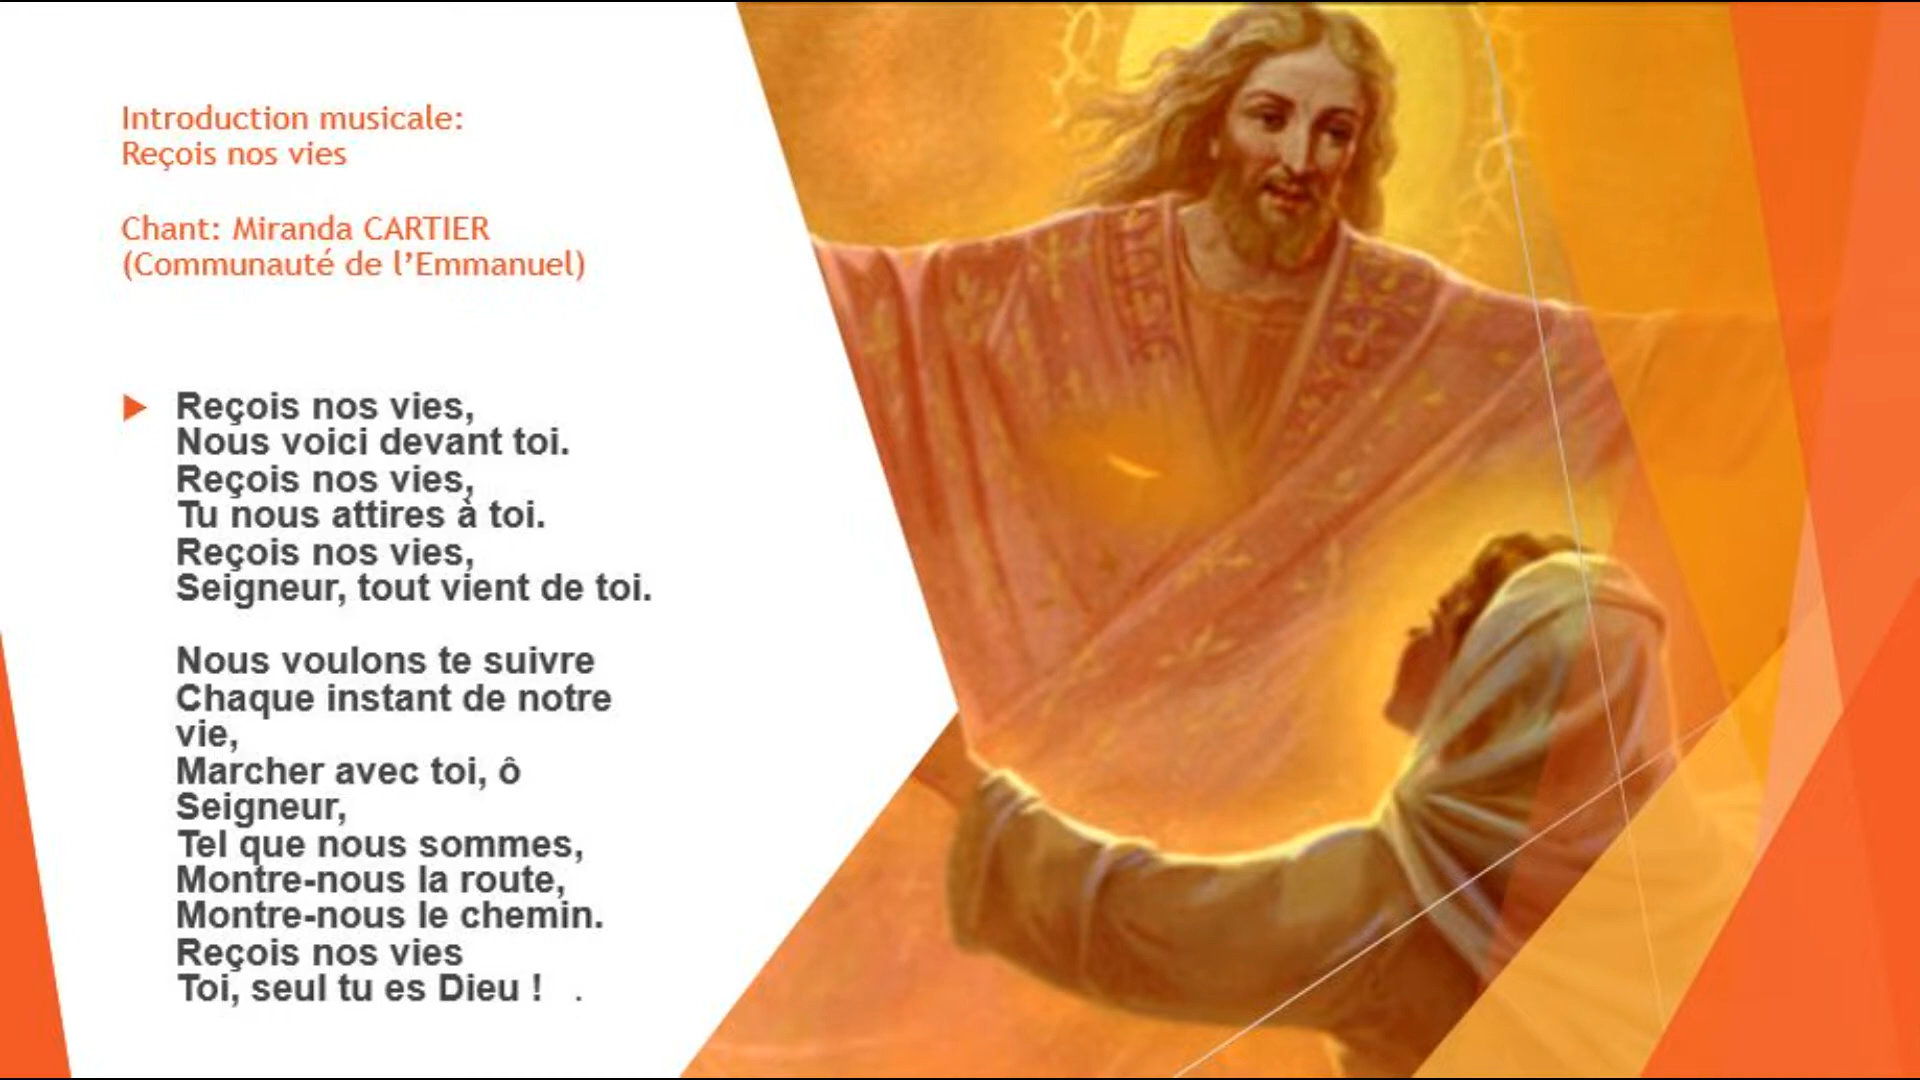 Introduction musicale:
Reçois nos vies
Chant: Miranda CARTIER
(Communauté de l’Emmanuel)
Reçois nos vies,
Nous voici devant toi.
Reçois nos vies,
Tu nous attires à toi.
Reçois nos vies,
Seigneur, tout vient de toi.
Nous voulons te suivre
Chaque instant de notre
vie,
Marcher avec toi, ô
Seigneur,
Tel que nous sommes,
Montre-nous la route,
Montre-nous le chemin.
Reçois nos vies
Toi, seul tu es Dieu !   .